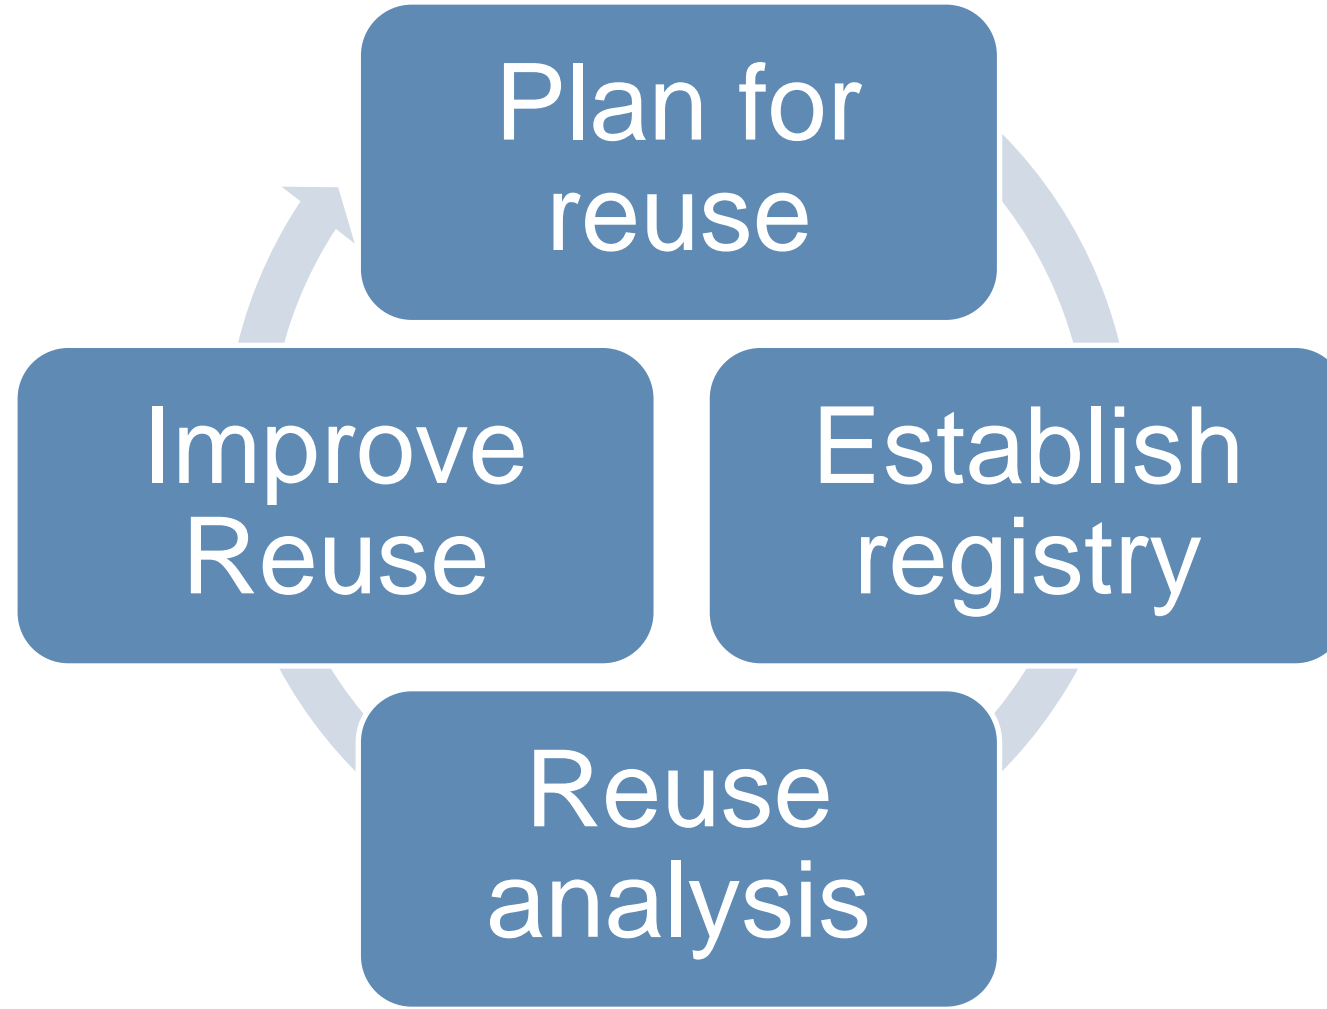 Plan for
reuse
Establish
registry
Reuse
analysis
Improve
Reuse